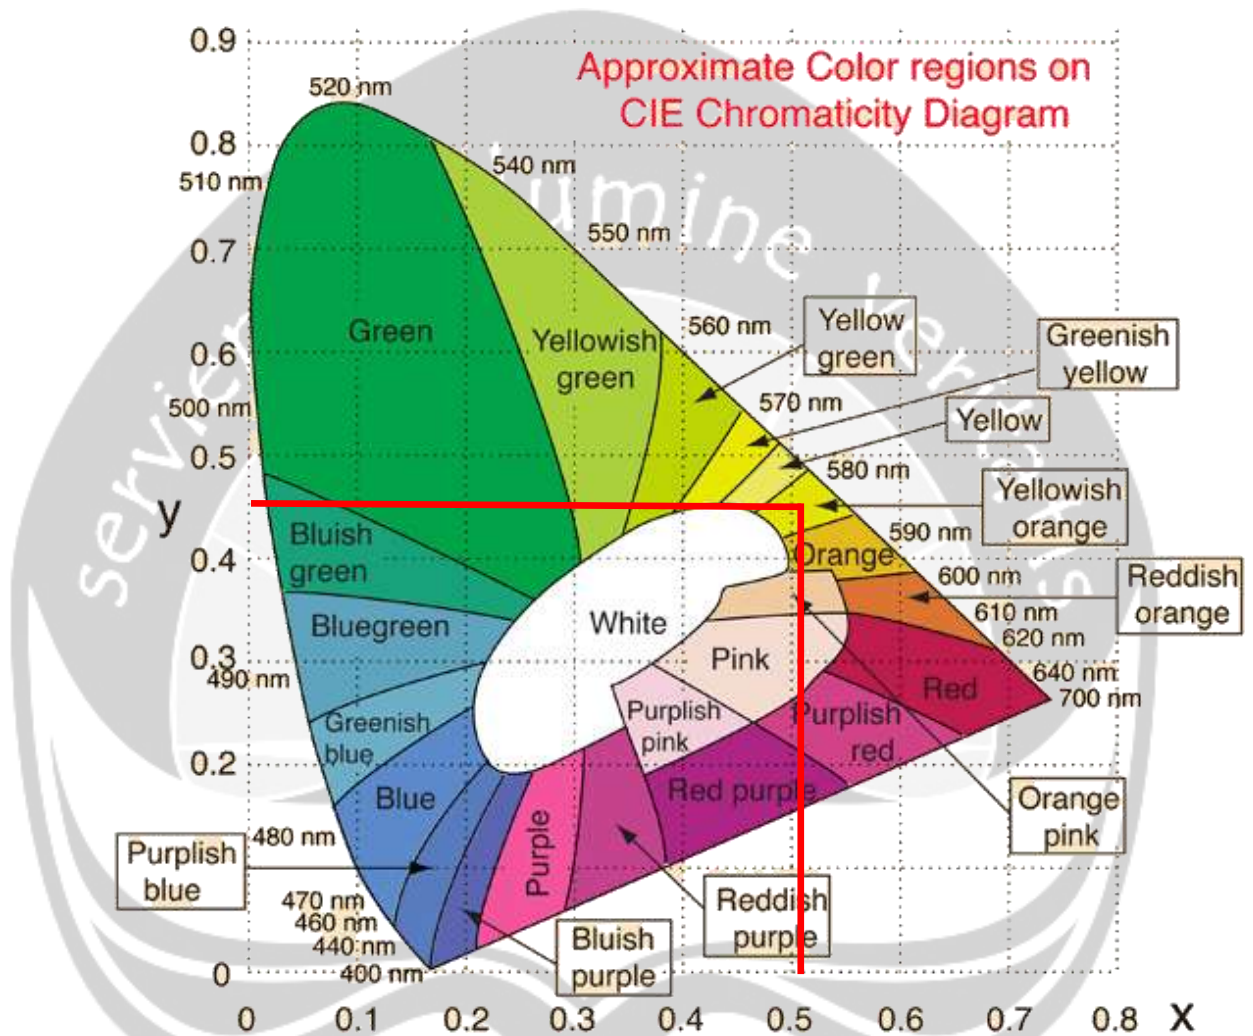 Approximate Color regions on
CIE Chromaticity Diagram
0.9
0.8
0.7
0.6
0.5
0.4
0.3
0.2
0
y
0
0.1
0.2
0.3
0.4
0.5
0.6
0.7
0.8
x
520 nm
540 nm
510 nm
550 nm
560 nm
500 nm
570 nm
580 nm
590 nm
600 nm
610 nm
620 nm
640 nm
700 nm
490 nm
480 nm
470 nm
460 nm
440 nm
400 nm
Green
Yellowish
green
Yellow
green
Greenish
yellow
Yellow
Yellowish
orange
Orange
Reddish
orange
Bluish
green
Bluegreen
White
Pink
Red
Greenish
blue
Purplish
pink
Purplish
red
Blue
Red purple
Orange
pink
Purple
Purplish
blue
Reddish
purple
Bluish
purple
lumine veritatis